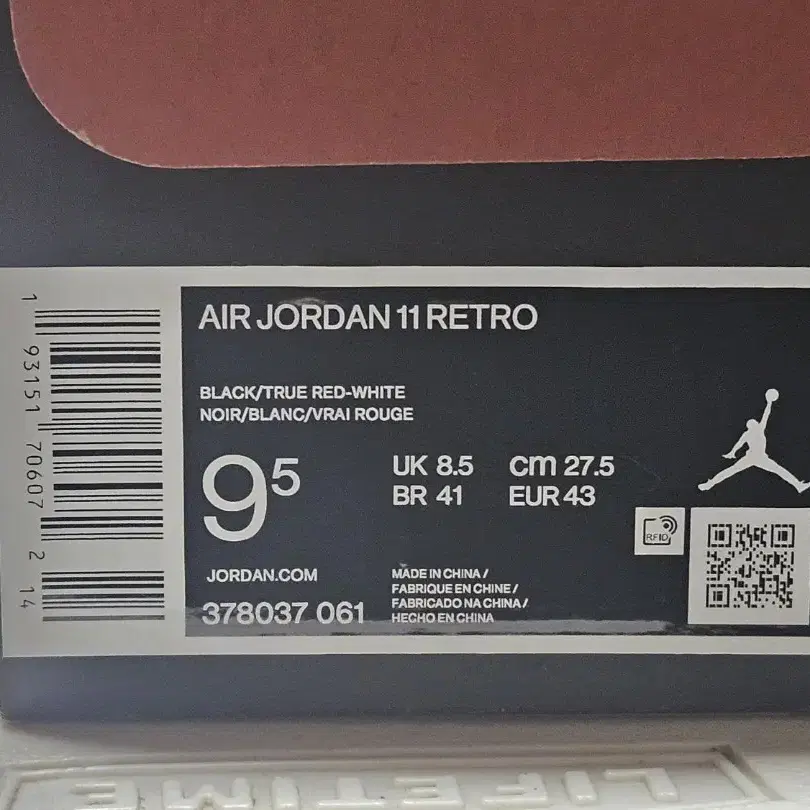 AIR JORDAN 11 RETRO
BLACK/TRUE RED-WHITE
NOIR/BLANC/VRAI ROUGE
9⁵
UK 8.5 cm 27.5
BR 41 EUR 43
RFID
JORDAN.COM
378037 061
MADE IN CHINA /
FABRIQUE EN CHINE /
FABRICADO NA CHINA /
HECHO EN CHINA
1 93151 70607 2 14
LIFETIME